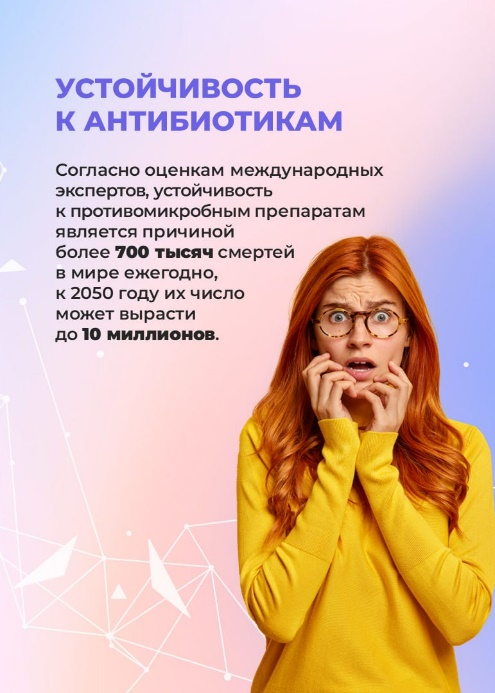 УСТОЙЧИВОСТЬ
К АНТИБИОТИКАМ
Согласно оценкам международных
экспертов, устойчивость
к противомикробным препаратам
является причиной
более 700 тысяч смертей
в мире ежегодно,
к 2050 году их число
может вырасти
до 10 миллионов.